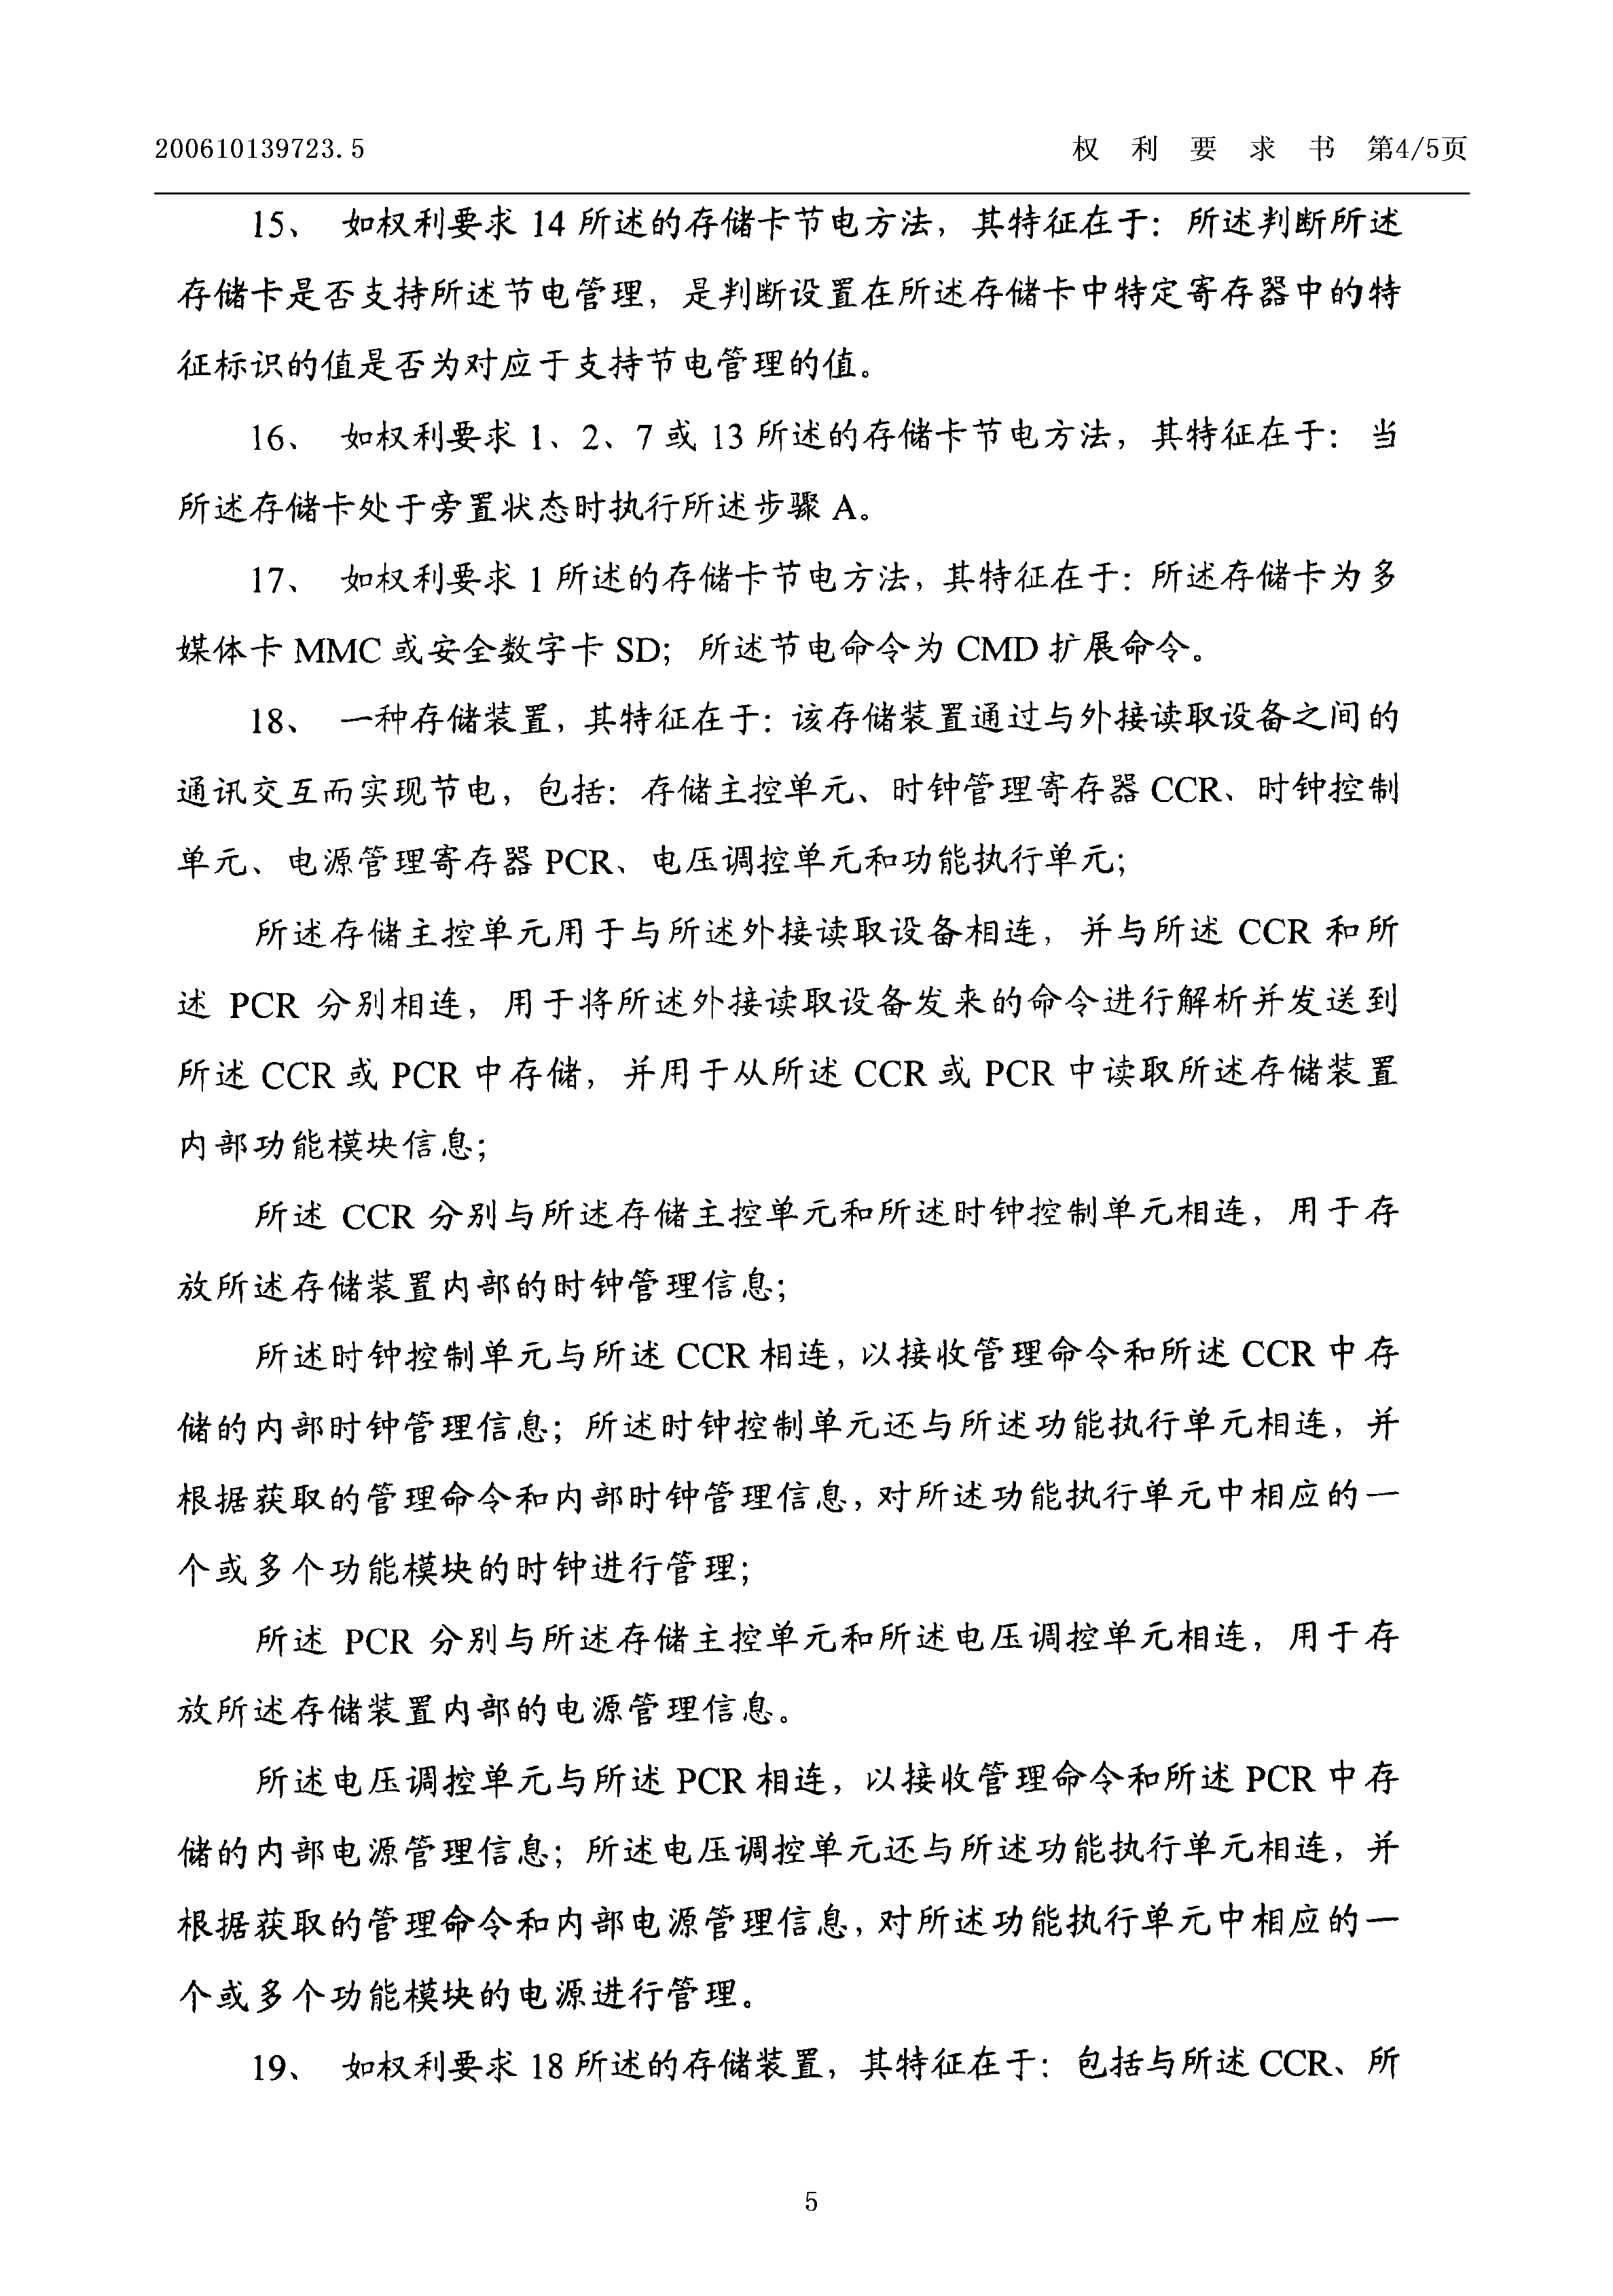 200610139723.5
权 利 要 求 书 第4/5页
15、 如权利要求 14 所述的存储卡节电方法，其特征在于：所述判断所述
存储卡是否支持所述节电管理，是判断设置在所述存储卡中特定寄存器中的特
征标识的值是否为对应于支持节电管理的值。
16、 如权利要求 1、2、7 或 13 所述的存储卡节电方法，其特征在于：当
所述存储卡处于旁置状态时执行所述步骤 A。
17、 如权利要求 1 所述的存储卡节电方法，其特征在于：所述存储卡为多
媒体卡 MMC 或安全数字卡 SD；所述节电命令为 CMD 扩展命令。
18、 一种存储装置，其特征在于：该存储装置通过与外接读取设备之间的
通讯交互而实现节电，包括：存储主控单元、时钟管理寄存器 CCR、时钟控制
单元、电源管理寄存器 PCR、电压调控单元和功能执行单元；
所述存储主控单元用于与所述外接读取设备相连，并与所述 CCR 和所
述 PCR 分别相连，用于将所述外接读取设备发来的命令进行解析并发送到
所述 CCR 或 PCR 中存储，并用于从所述 CCR 或 PCR 中读取所述存储装置
内部功能模块信息；
所述 CCR 分别与所述存储主控单元和所述时钟控制单元相连，用于存
放所述存储装置内部的时钟管理信息；
所述时钟控制单元与所述 CCR 相连，以接收管理命令和所述 CCR 中存
储的内部时钟管理信息；所述时钟控制单元还与所述功能执行单元相连，并
根据获取的管理命令和内部时钟管理信息，对所述功能执行单元中相应的一
个或多个功能模块的时钟进行管理；
所述 PCR 分别与所述存储主控单元和所述电压调控单元相连，用于存
放所述存储装置内部的电源管理信息。
所述电压调控单元与所述 PCR 相连，以接收管理命令和所述 PCR 中存
储的内部电源管理信息；所述电压调控单元还与所述功能执行单元相连，并
根据获取的管理命令和内部电源管理信息，对所述功能执行单元中相应的一
个或多个功能模块的电源进行管理。
19、 如权利要求 18 所述的存储装置，其特征在于：包括与所述 CCR、所
5